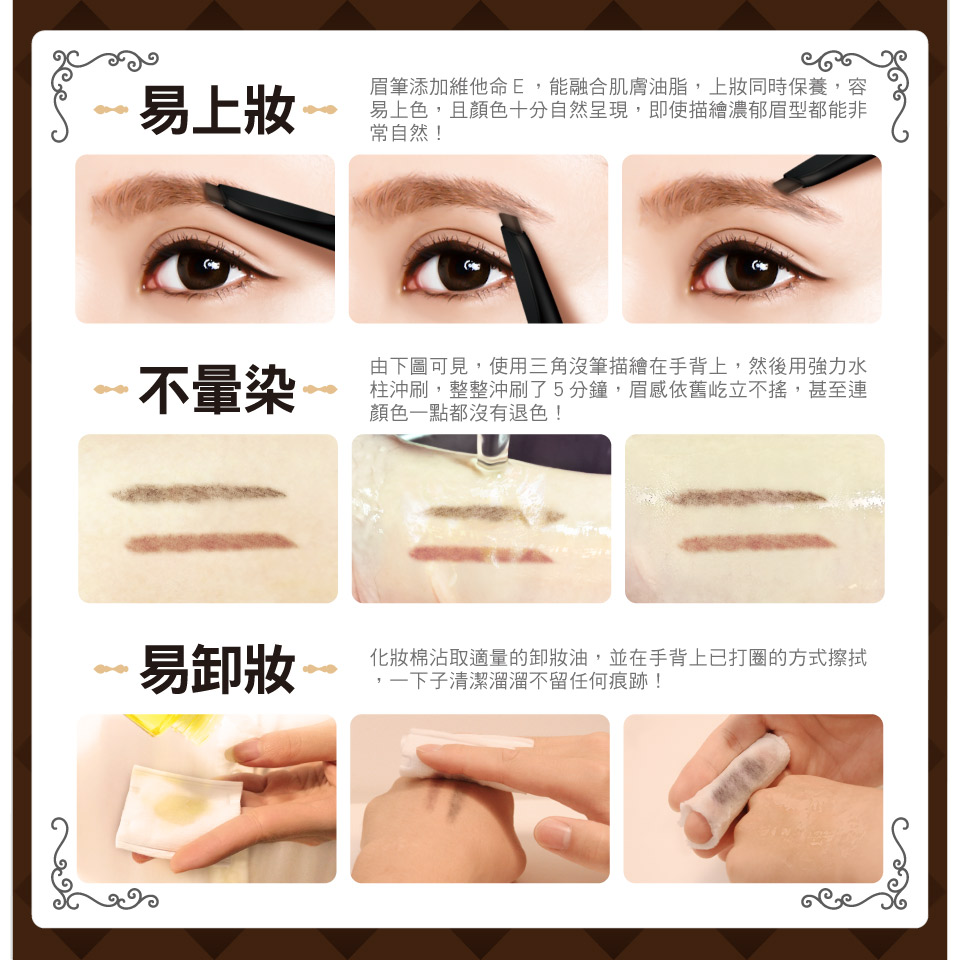 易上妝
眉筆添加維他命E，能融合肌膚油脂，上妝同時保養，容
易上色，且顏色十分自然呈現，即使描繪濃郁眉型都能非
常自然！
不暈染
由下圖可見，使用三角沒筆描繪在手背上，然後用強力水
柱沖刷，整整沖刷了5分鐘，眉感依舊屹立不搖，甚至連
顏色一點都沒有退色！
易卸妝
化妝棉沾取適量的卸妝油，並在手背上已打圈的方式擦拭
，一下子清潔溜溜不留任何痕跡！